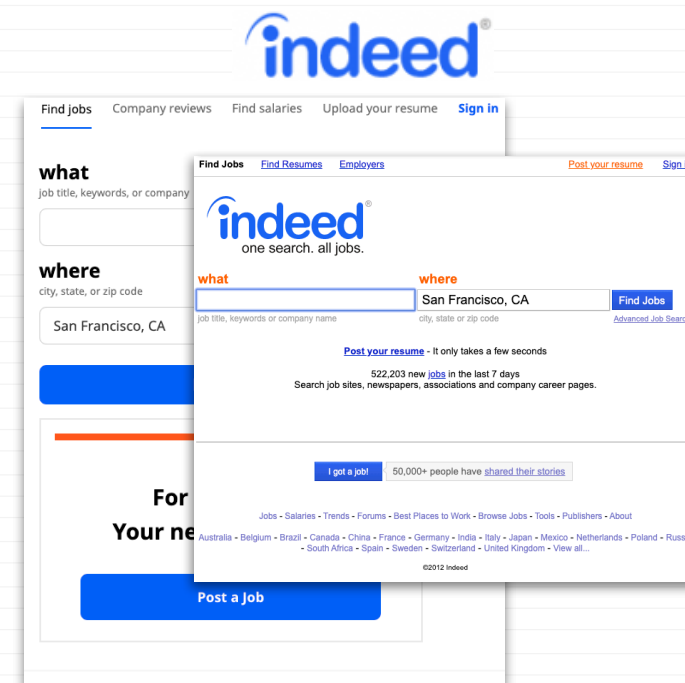 indeed®
Find jobs Company reviews Find salaries Upload your resume Sign in
what
job title, keywords, or company
where
city, state, or zip code
San Francisco, CA
For
Your
Post a Job
Find Jobs Find Resumes Employers Post your resume Sign
indeed®
one search. all jobs.
what where
San Francisco, CA Find Jobs
job title, keywords or company name city, state or zip code Advanced Job
Post your resume - It only takes a few seconds
522,203 new jobs in the last 7 days
Search job sites, newspapers, associations and company career pages.
I got a job! 50,000+ people have shared their stories
Jobs - Salaries - Trends - Forums - Best Places to Work - Browse Jobs - Tools - Publishers - About
Australia - Belgium - Brazil - Canada - China - France - Germany - India - Italy - Japan - Mexico - Netherlands - Poland -
- South Africa - Spain - Sweden - Switzerland - United Kingdom - View all...
©2012 Indeed